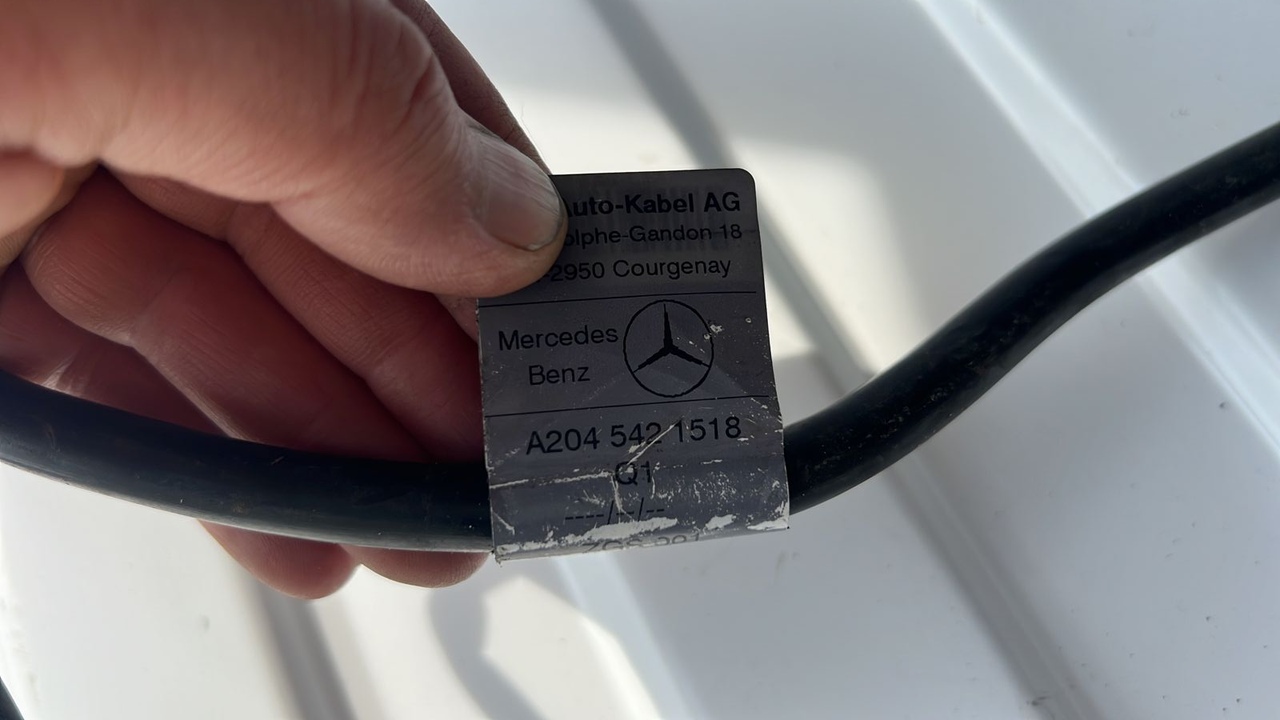 Auto-Kabel AG
olphe-Gandon 18
-2950 Courgenay
Mercedes
Benz
A204 542 1518
Q1
----/--/--